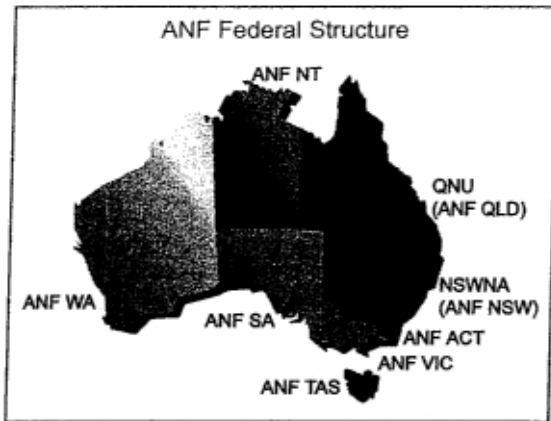 ANF Federal Structure
ANF NT
QNU
(ANF QLD)
NSWNA
(ANF NSW)
ANF WA
ANF SA
ANF ACT
ANF VIC
ANF TAS